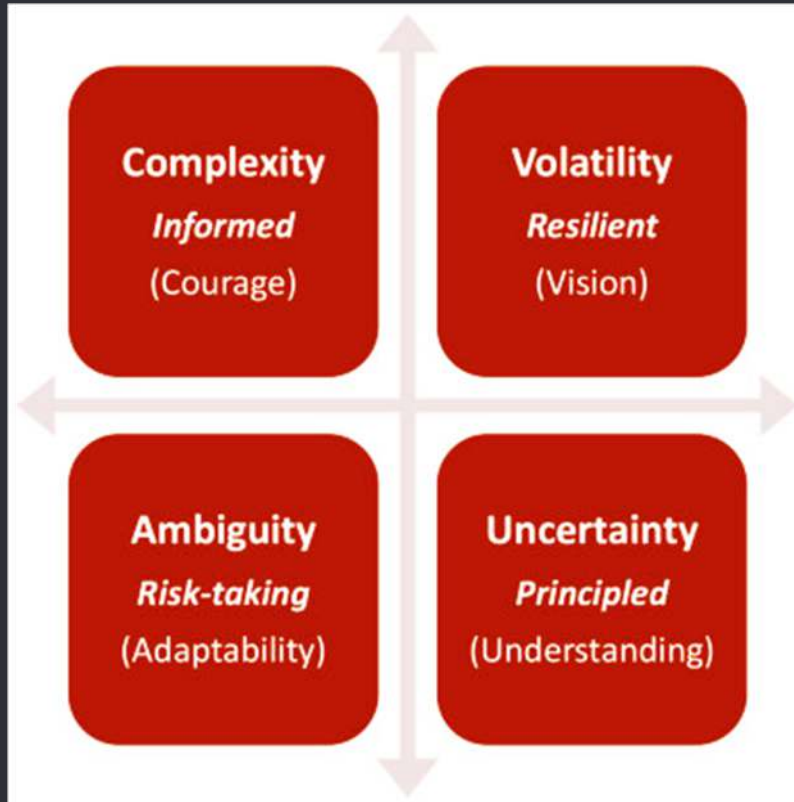 Complexity
Informed
(Courage)
Volatility
Resilient
(Vision)
Ambiguity
Risk-taking
(Adaptability)
Uncertainty
Principled
(Understanding)